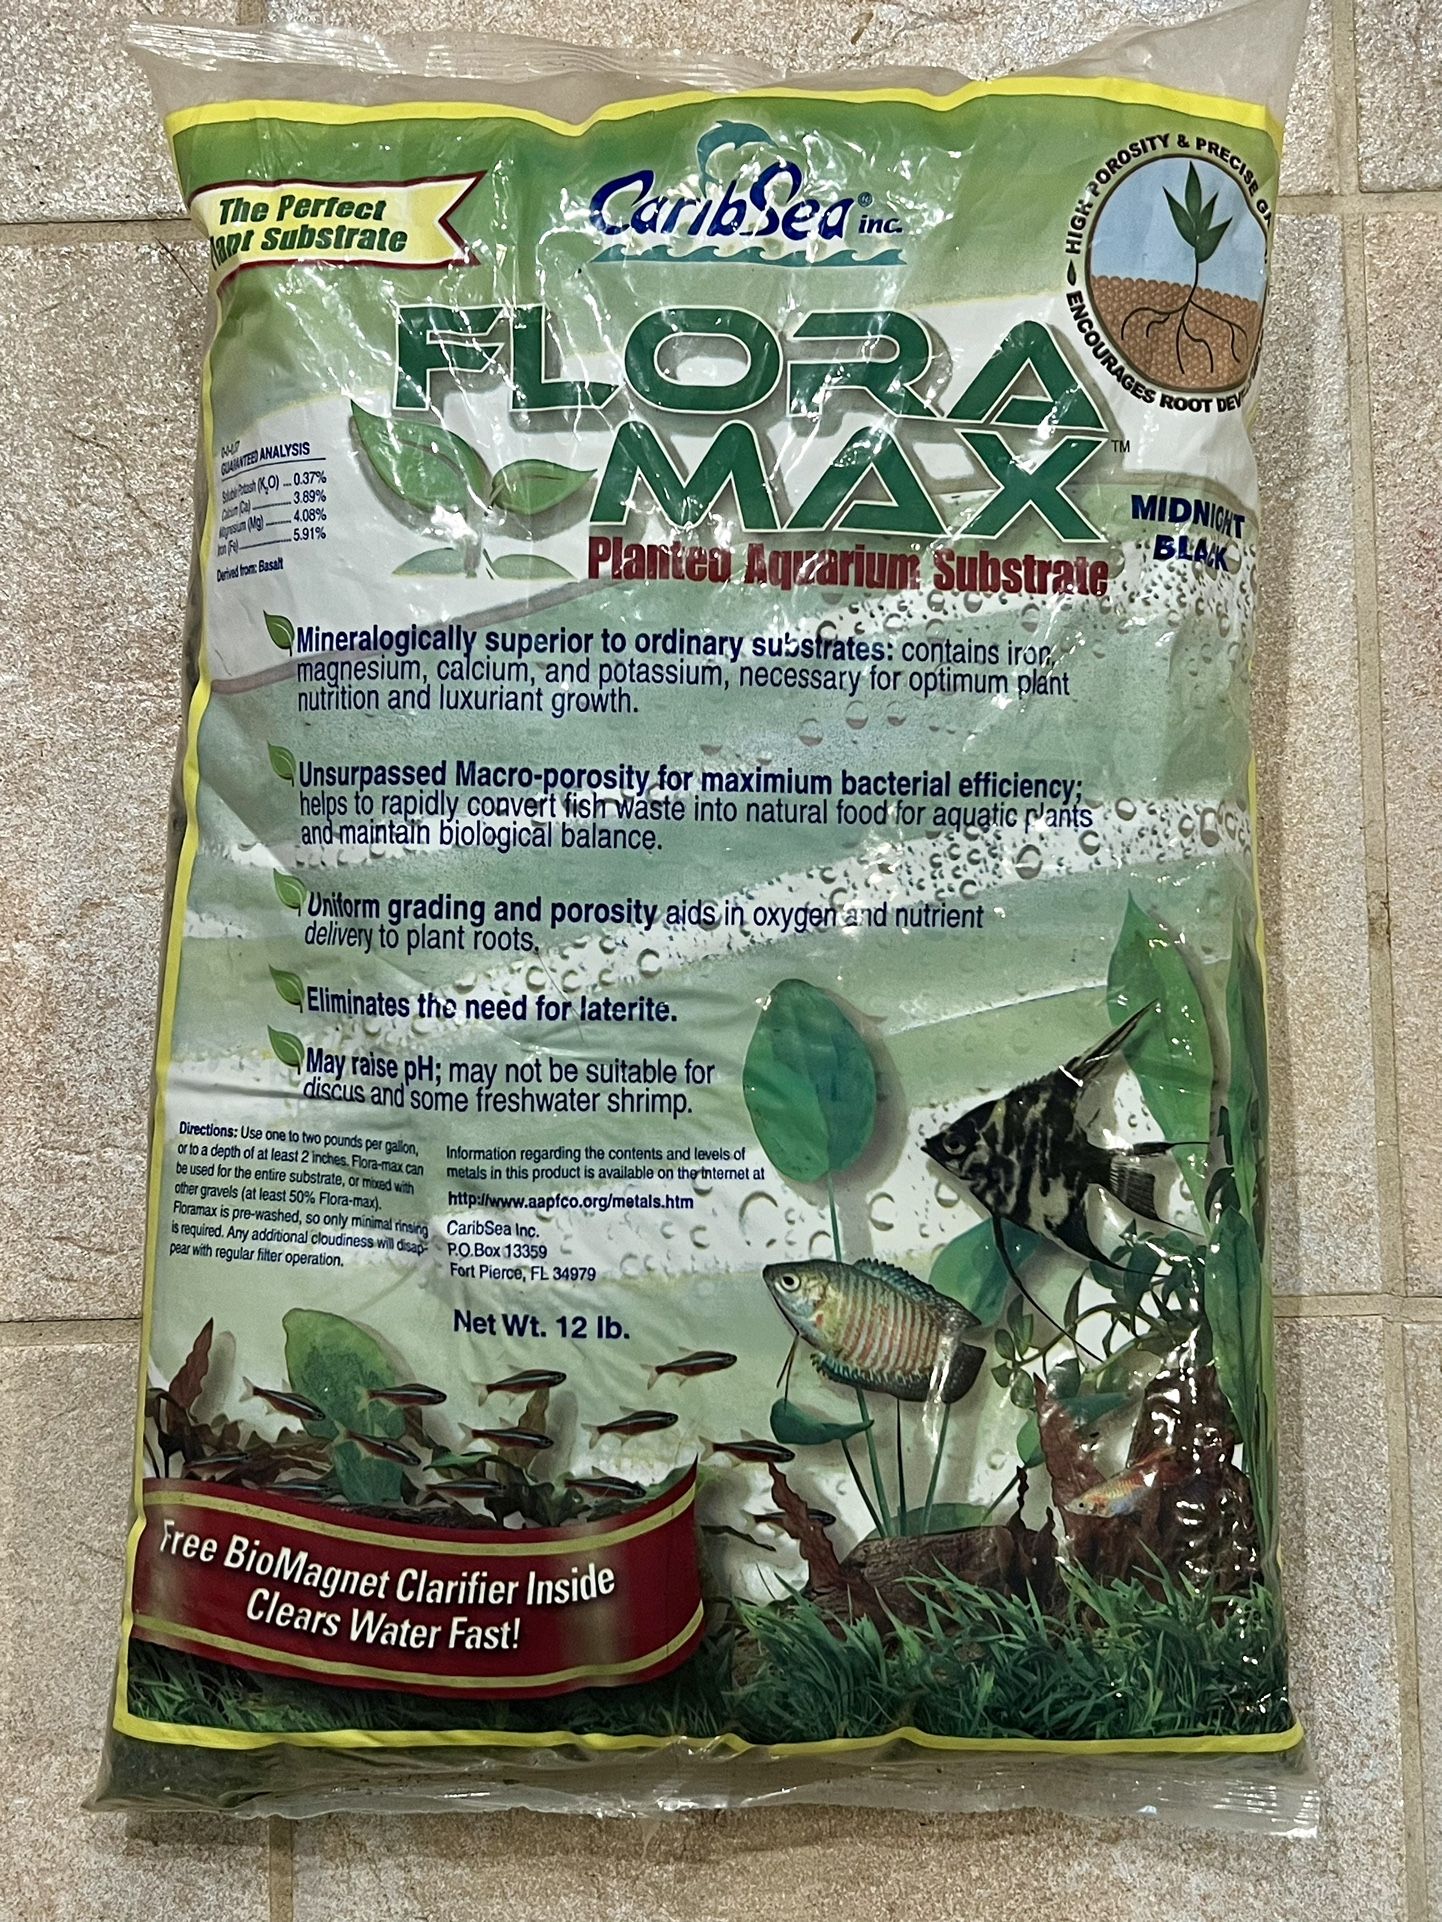 The Perfect
Plant Substrate
CaribSea® inc.
HIGH POROSITY & PRECISE
ENCOURAGES ROOT
FLORA
MAX™
MIDNIGHT
BLACK
Planted Aquarium Substrate
0-0-0.37
GUARANTEED ANALYSIS
Soluble Potash (K₂O) ... 0.37%
Calcium (Ca) ... 3.89%
Magnesium (Mg) ... 4.08%
Iron (Fe) ... 5.91%
Derived from: Basalt
Mineralogically superior to ordinary substrates: contains iron,
magnesium, calcium, and potassium, necessary for optimum plant
nutrition and luxuriant growth.
Unsurpassed Macro-porosity for maximium bacterial efficiency;
helps to rapidly convert fish waste into natural food for aquatic plants
and maintain biological balance.
Uniform grading and porosity aids in oxygen and nutrient
delivery to plant roots.
Eliminates the need for laterite.
May raise pH; may not be suitable for
discus and some freshwater shrimp.
Directions: Use one to two pounds per gallon,
or to a depth of at least 2 inches. Flora-max can
be used for the entire substrate, or mixed with
other gravels (at least 50% Flora-max).
Floramax is pre-washed, so only minimal rinsing
is required. Any additional cloudiness will disap-
pear with regular filter operation.
Information regarding the contents and levels of
metals in this product is available on the internet at
http://www.aapfco.org/metals.htm
CaribSea Inc.
P.O.Box 13359
Fort Pierce, FL 34979
Net Wt. 12 lb.
Free BioMagnet Clarifier Inside
Clears Water Fast!